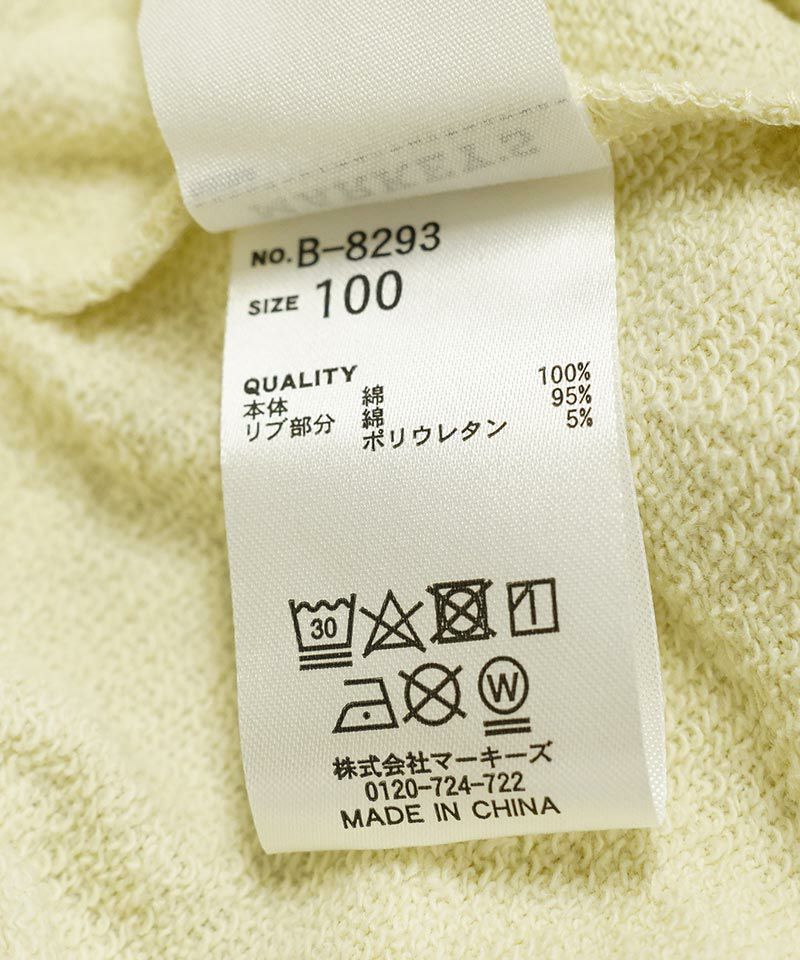 NO. B-8293
SIZE 100
QUALITY
本体 綿 100%
リブ部分 綿 95%
ポリウレタン 5%
30
W
株式会社マーキーズ
0120-724-722
MADE IN CHINA